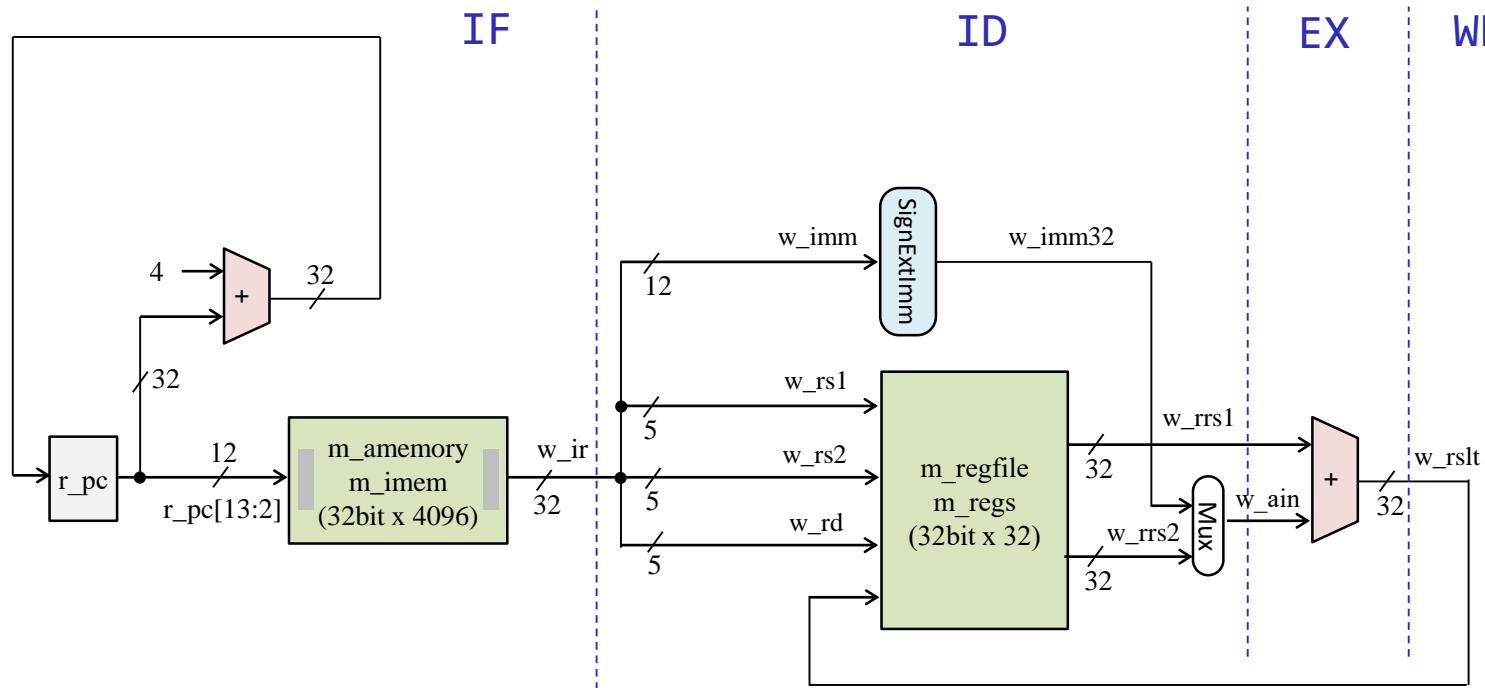 IF
ID
EX
4
+
32
32
r_pc
12
r_pc[13:2]
m_amemory
m_imem
(32bit x 4096)
w_ir
32
w_imm
12
SignExtImm
w_imm32
w_rs1
5
w_rs2
5
w_rd
5
m_regfile
m_regs
(32bit x 32)
w_rrs1
32
w_rrs2
32
Mux
w_ain
+
w_rslt
32